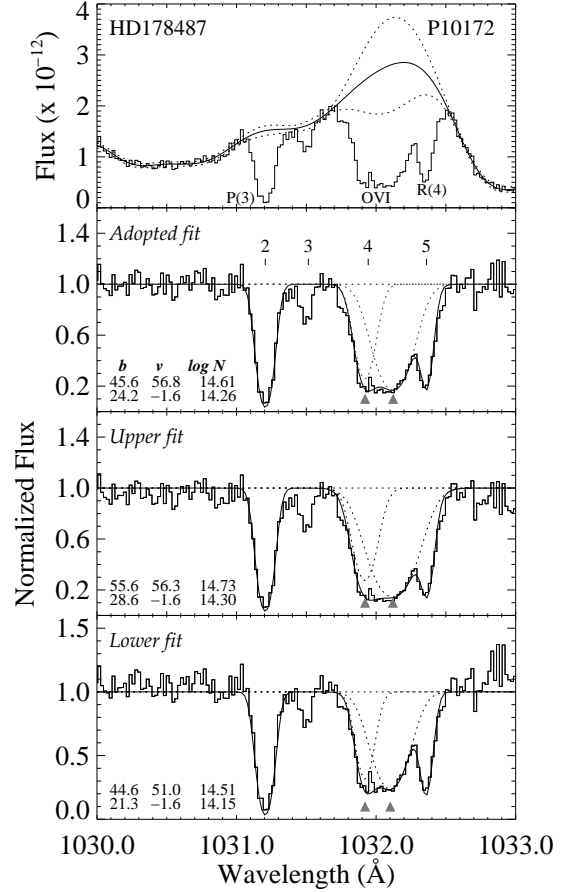 HD178487 P10172
4
3
2
1
0
Flux (x 10⁻¹²)
P(3) OVI R(4)
Adopted fit
2 3 4 5
1.4
1.0
0.6
0.2
b v log N
45.6 56.8 14.61
24.2 −1.6 14.26
Upper fit
1.4
1.0
0.6
0.2
55.6 56.3 14.73
28.6 −1.6 14.30
Normalized Flux
Lower fit
1.5
1.0
0.5
0.0
44.6 51.0 14.51
21.3 −1.6 14.15
1030.0 1031.0 1032.0 1033.0
Wavelength (Å)